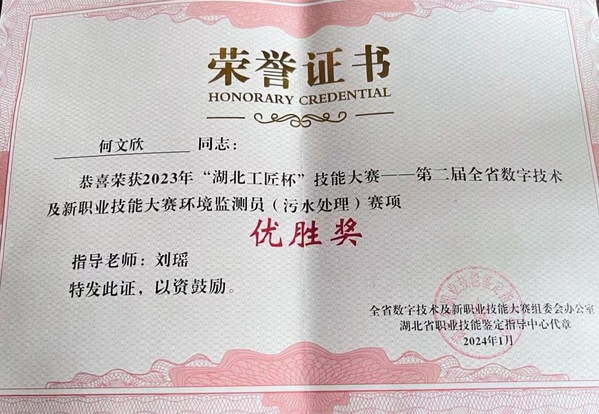 荣誉证书
HONORARY CREDENTIAL
何文欣 同志：
恭喜荣获2023年“湖北工匠杯”技能大赛——第二届全省数字技术
及新职业技能大赛环境监测员（污水处理）赛项
优胜奖
指导老师：刘瑶
特发此证，以资鼓励。
全省数字技术及新职业技能大赛组委会办公室
湖北省职业技能鉴定指导中心代章
2024年1月